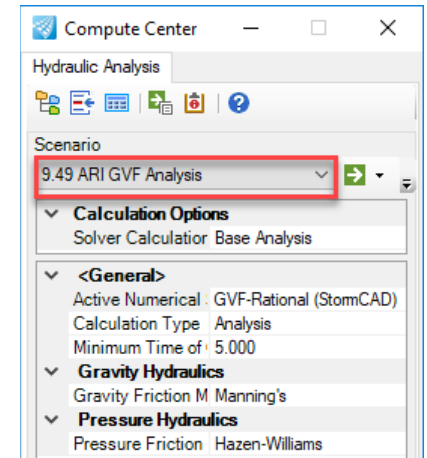 Compute Center
Hydraulic Analysis
Scenario
9.49 ARI GVF Analysis
Calculation Options
Solver Calculation Base Analysis
<General>
Active Numerical GVF-Rational (StormCAD)
Calculation Type Analysis
Minimum Time of 5.000
Gravity Hydraulics
Gravity Friction M Manning's
Pressure Hydraulics
Pressure Friction Hazen-Williams